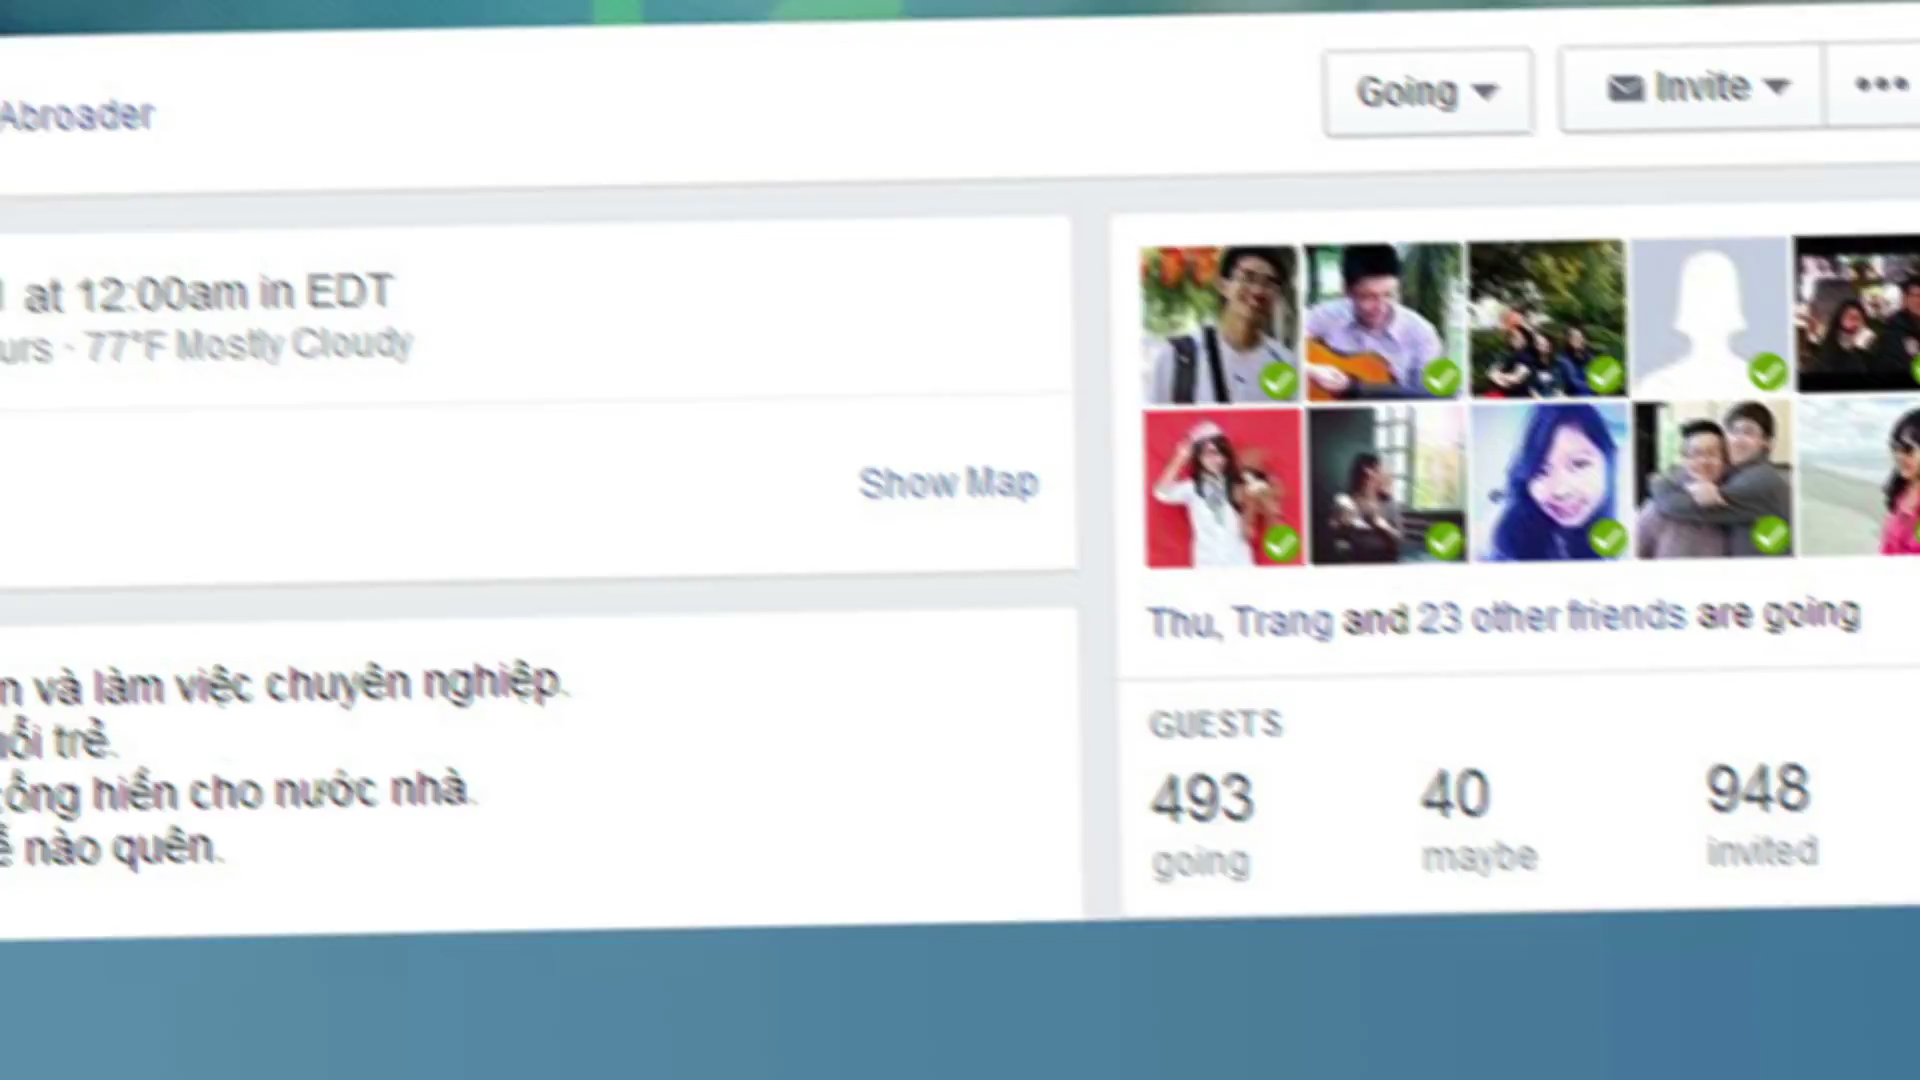 Abroader
Going
Invite
at 12:00am in EDT
77°F Mostly Cloudy
Show Map
và làm việc chuyên nghiệp.
trẻ.
hiến cho nước nhà.
nào quên.
Thu, Trang and 23 other friends are going
GUESTS
493 40 948
going maybe invited